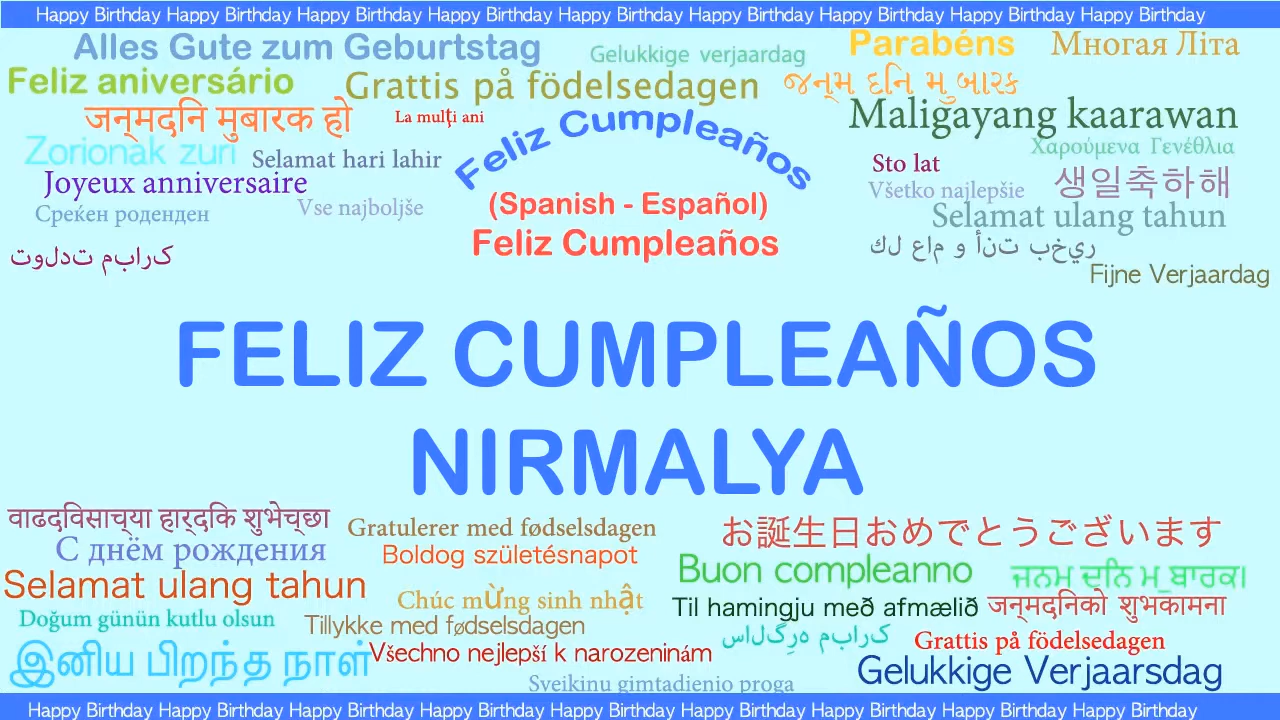 Happy Birthday Happy Birthday Happy Birthday Happy Birthday Happy Birthday Happy Birthday Happy Birthday Happy Birthday Happy Birthday
Alles Gute zum Geburtstag
Gelukkige verjaardag
Parabéns
Многая Літа
Feliz aniversário
Grattis på födelsedagen
જન્મ દિન મુબારક
जन्मदिन मुबारक हो
La mulți ani
Feliz Cumpleaños
Maligayang kaarawan
Zorionak zuri
Selamat hari lahir
Sto lat
Χαρούμενα Γενέθλια
Joyeux anniversaire
(Spanish - Español)
Všetko najlepšie
생일축하해
Среќен роденден
Vse najboljše
Feliz Cumpleaños
Selamat ulang tahun
تولدت مبارک
كل عام و أنت بخير
Fijne Verjaardag
FELIZ CUMPLEAÑOS
NIRMALYA
वाढदिवसाच्या हार्दिक शुभेच्छा
Gratulerer med fødselsdagen
お誕生日おめでとうございます
С днём рождения
Boldog születésnapot
Buon compleanno
ਜਨਮ ਦਿਨ ਮੁਬਾਰਕ।
Selamat ulang tahun
Chúc mừng sinh nhật
Til hamingju með afmælið
जन्मदिनको शुभकामना
Doğum günün kutlu olsun
Tillykke med fødselsdagen
سالگرہ مبارک
Grattis på födelsedagen
இனிய பிறந்த நாள்
Všechno nejlepší k narozeninám
Gelukkige Verjaarsdag
Sveikinu gimtadienio proga
Happy Birthday Happy Birthday Happy Birthday Happy Birthday Happy Birthday Happy Birthday Happy Birthday Happy Birthday Happy Birthday